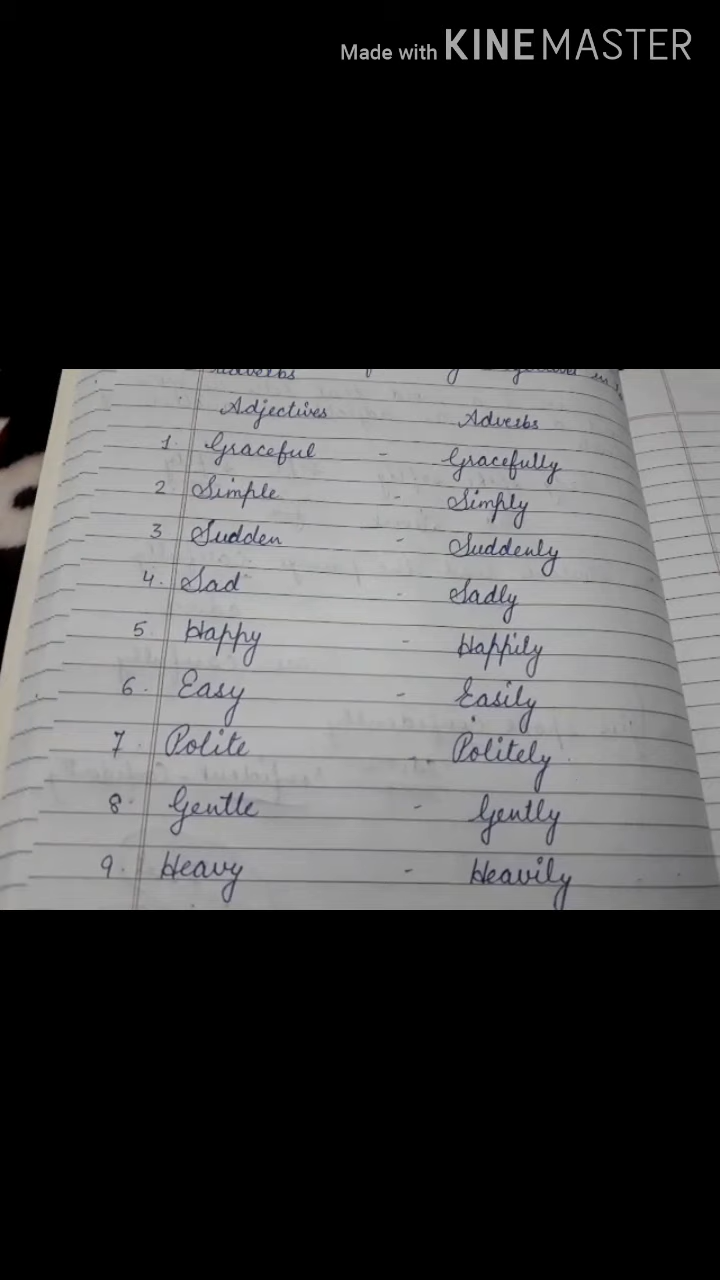 Made with KINEMASTER
Adverbs
Adjectives Adverbs
1. Graceful - Gracefully
2. Simple - Simply
3 Sudden - Suddenly
4. Sad - Sadly
5. Happy - Happily
6. Easy - Easily
7. Polite - Politely
8. Gentle - Gently
9. Heavy - Heavily